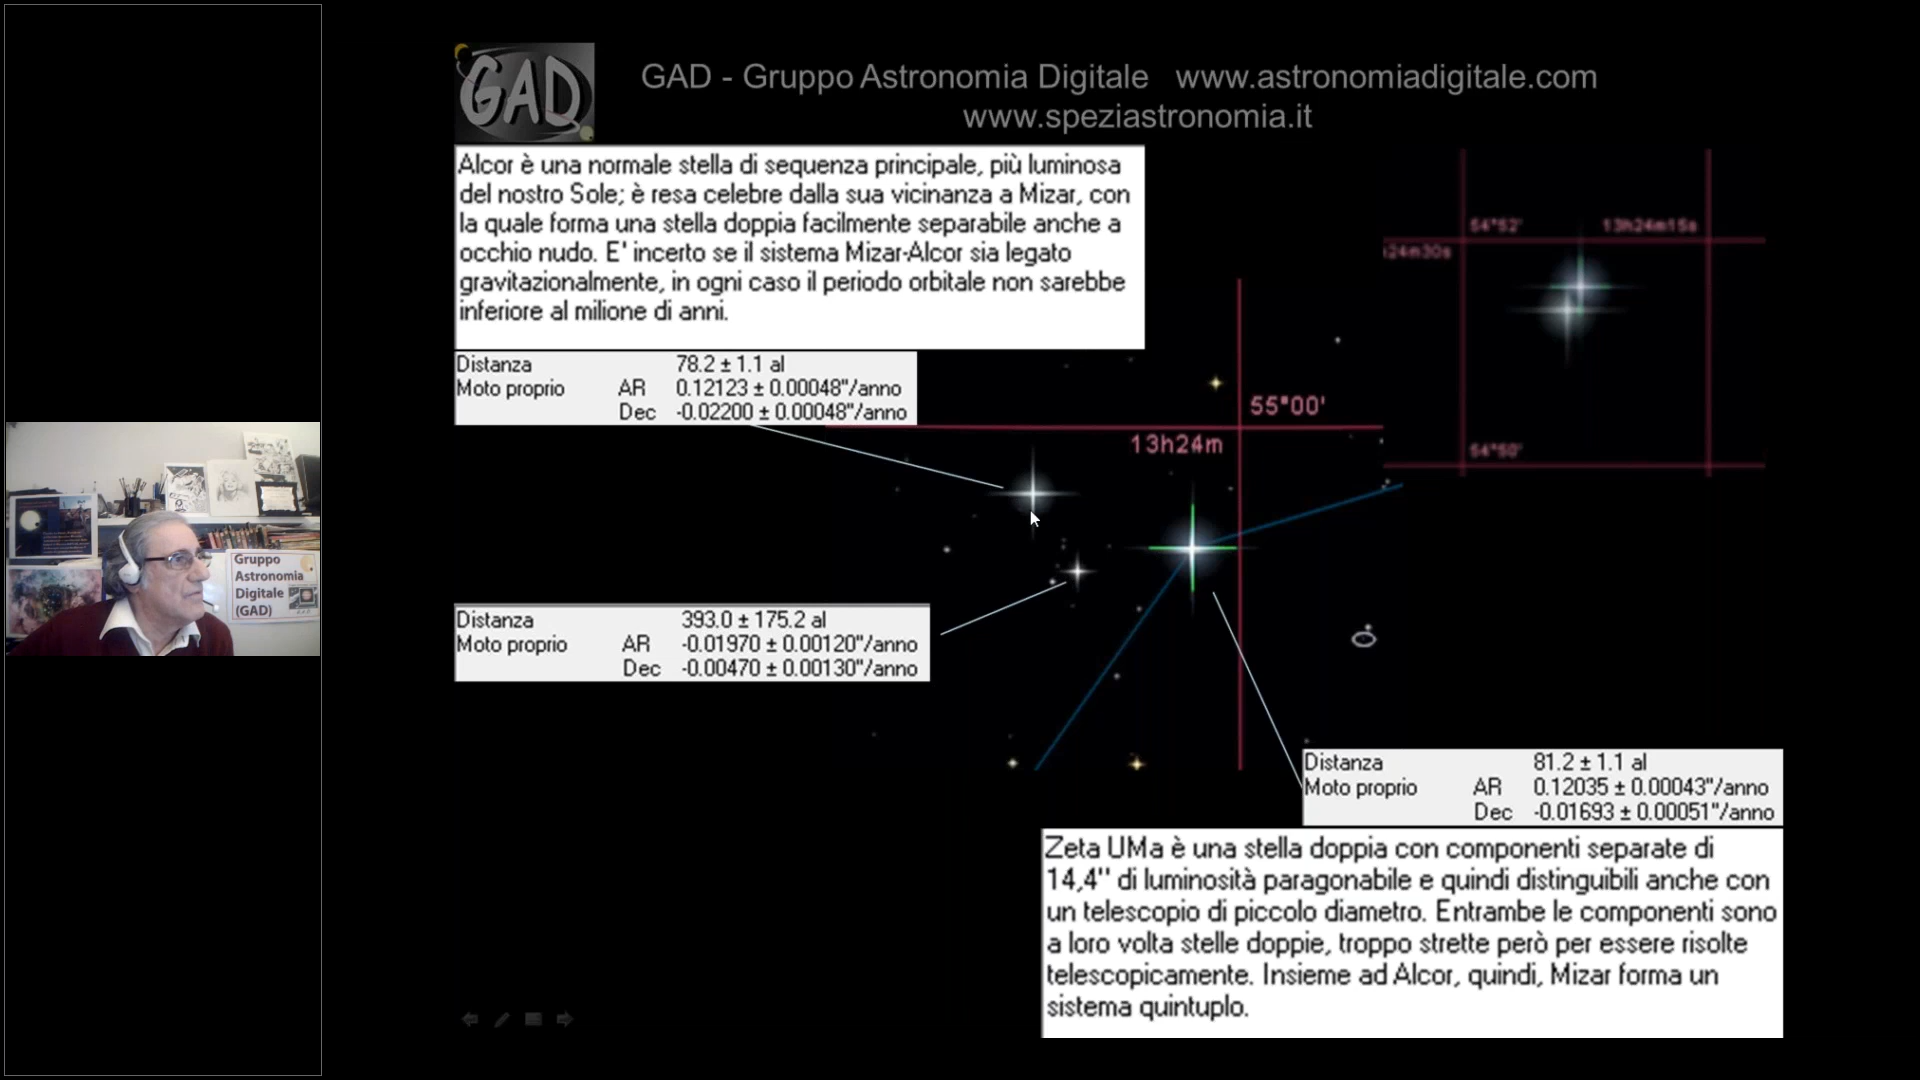 GAD
GAD - Gruppo Astronomia Digitale www.astronomiadigitale.com
www.speziastronomia.it
Alcor è una normale stella di sequenza principale, più luminosa
del nostro Sole; è resa celebre dalla sua vicinanza a Mizar, con
la quale forma una stella doppia facilmente separabile anche a
occhio nudo. E' incerto se il sistema Mizar-Alcor sia legato
gravitazionalmente, in ogni caso il periodo orbitale non sarebbe
inferiore al milione di anni.
Distanza 78.2 ± 1.1 al
Moto proprio AR 0.12123 ± 0.00048"/anno
Dec -0.02200 ± 0.00048"/anno
54°52' 13h24m15s
24m30s
54°50'
55°00'
13h24m
Gruppo
Astronomia
Digitale
(GAD)
Distanza 393.0 ± 175.2 al
Moto proprio AR -0.01970 ± 0.00120"/anno
Dec -0.00470 ± 0.00130"/anno
Distanza 81.2 ± 1.1 al
Moto proprio AR 0.12035 ± 0.00043"/anno
Dec -0.01693 ± 0.00051"/anno
Zeta UMa è una stella doppia con componenti separate di
14,4'' di luminosità paragonabile e quindi distinguibili anche con
un telescopio di piccolo diametro. Entrambe le componenti sono
a loro volta stelle doppie, troppo strette però per essere risolte
telescopicamente. Insieme ad Alcor, quindi, Mizar forma un
sistema quintuplo.